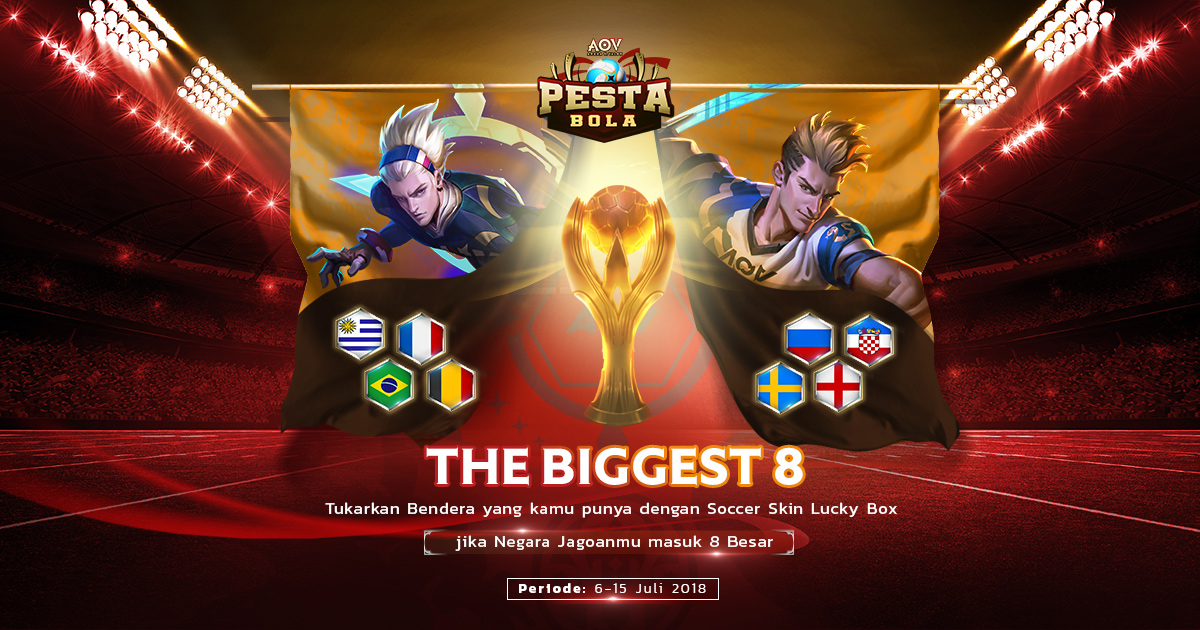 AOV
PESTA
BOLA
AOV
THE BIGGEST 8
Tukarkan Bendera yang kamu punya dengan Soccer Skin Lucky Box
jika Negara Jagoanmu masuk 8 Besar
Periode: 6-15 Juli 2018